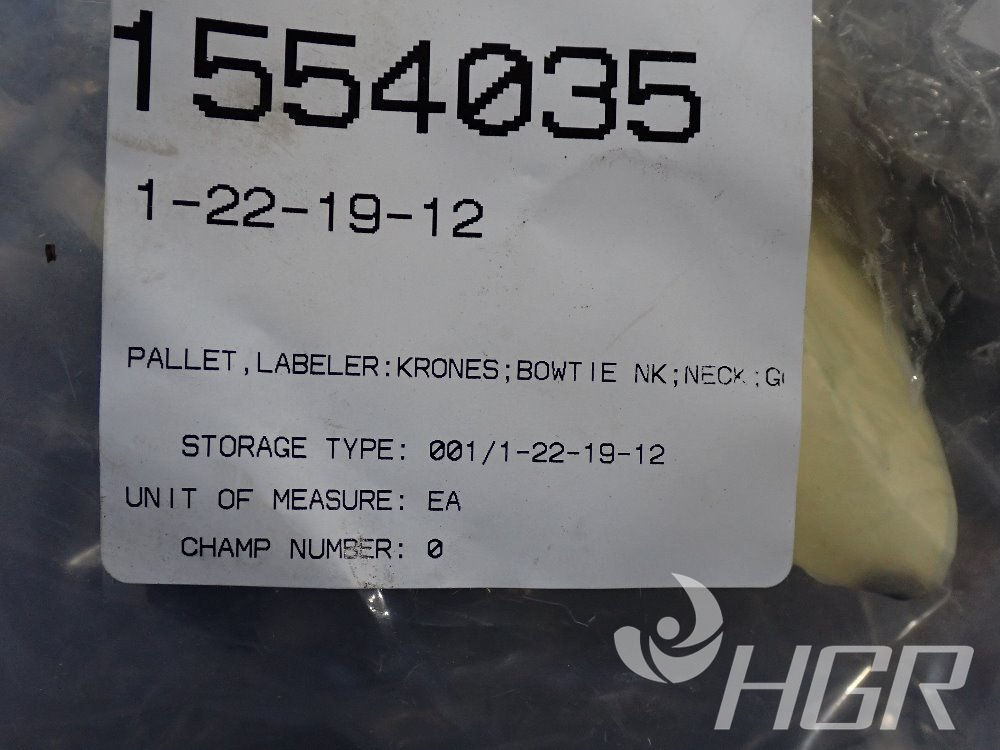 1554035
1-22-19-12
PALLET,LABELER:KRONES;BOWTIE NK;NECK;
STORAGE TYPE: 001/1-22-19-12
UNIT OF MEASURE: EA
CHAMP NUMBER: 0
HGR